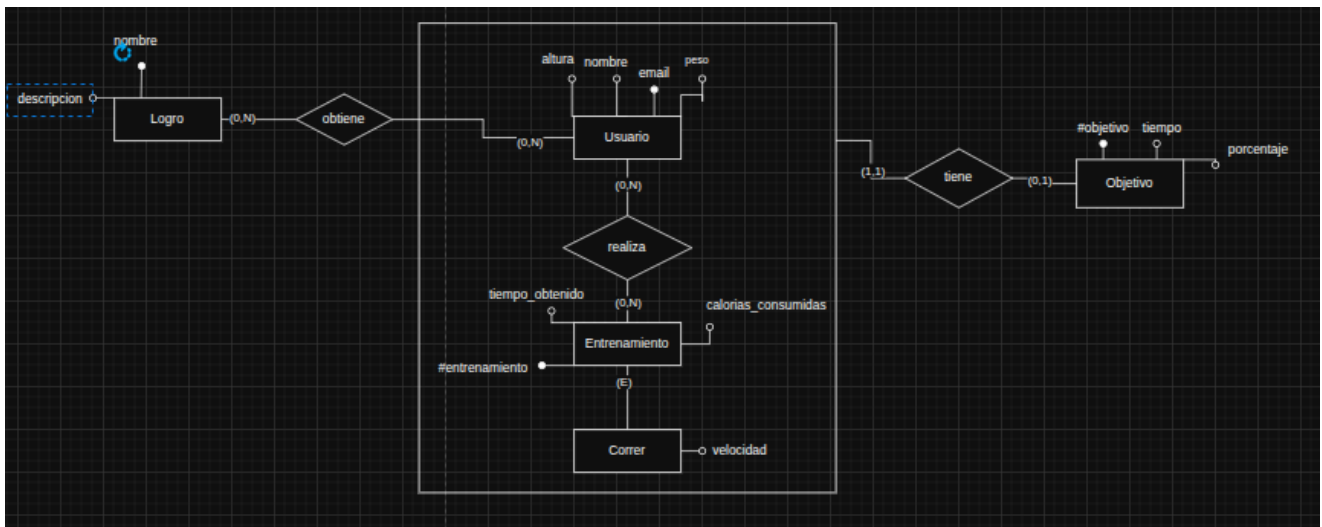 nombre
descripcion
Logro
(0,N)
obtiene
(0,N)
altura
nombre
email
peso
Usuario
(0,N)
realiza
(0,N)
tiempo_obtenido
calorias_consumidas
Entrenamiento
#entrenamiento
(E)
Correr
velocidad
(1,1)
tiene
(0,1)
#objetivo
tiempo
porcentaje
Objetivo